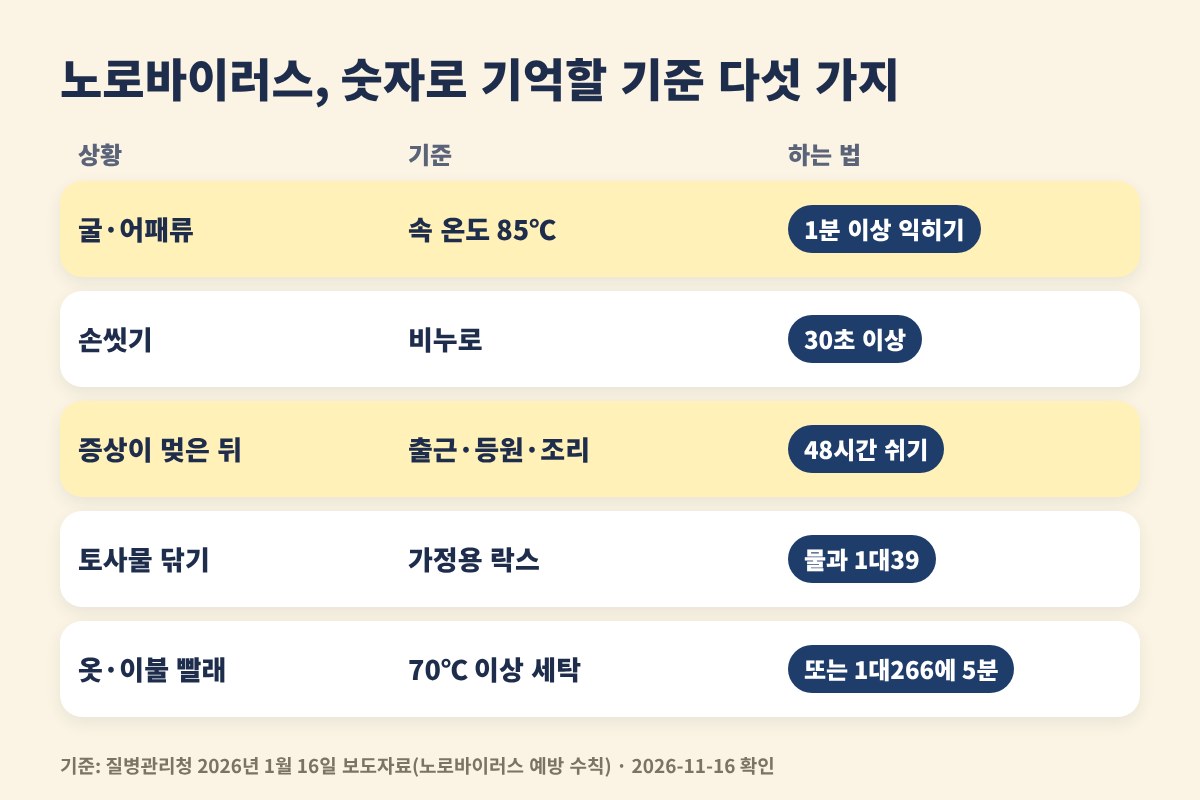 노로바이러스, 숫자로 기억할 기준 다섯 가지
상황 기준 하는 법
굴·어패류 속 온도 85℃ 1분 이상 익히기
손씻기 비누로 30초 이상
증상이 멎은 뒤 출근·등원·조리 48시간 쉬기
토사물 닦기 가정용 락스 물과 1대39
옷·이불 빨래 70℃ 이상 세탁 또는 1대266에 5분
기준: 질병관리청 2026년 1월 16일 보도자료(노로바이러스 예방 수칙) · 2026-11-16 확인